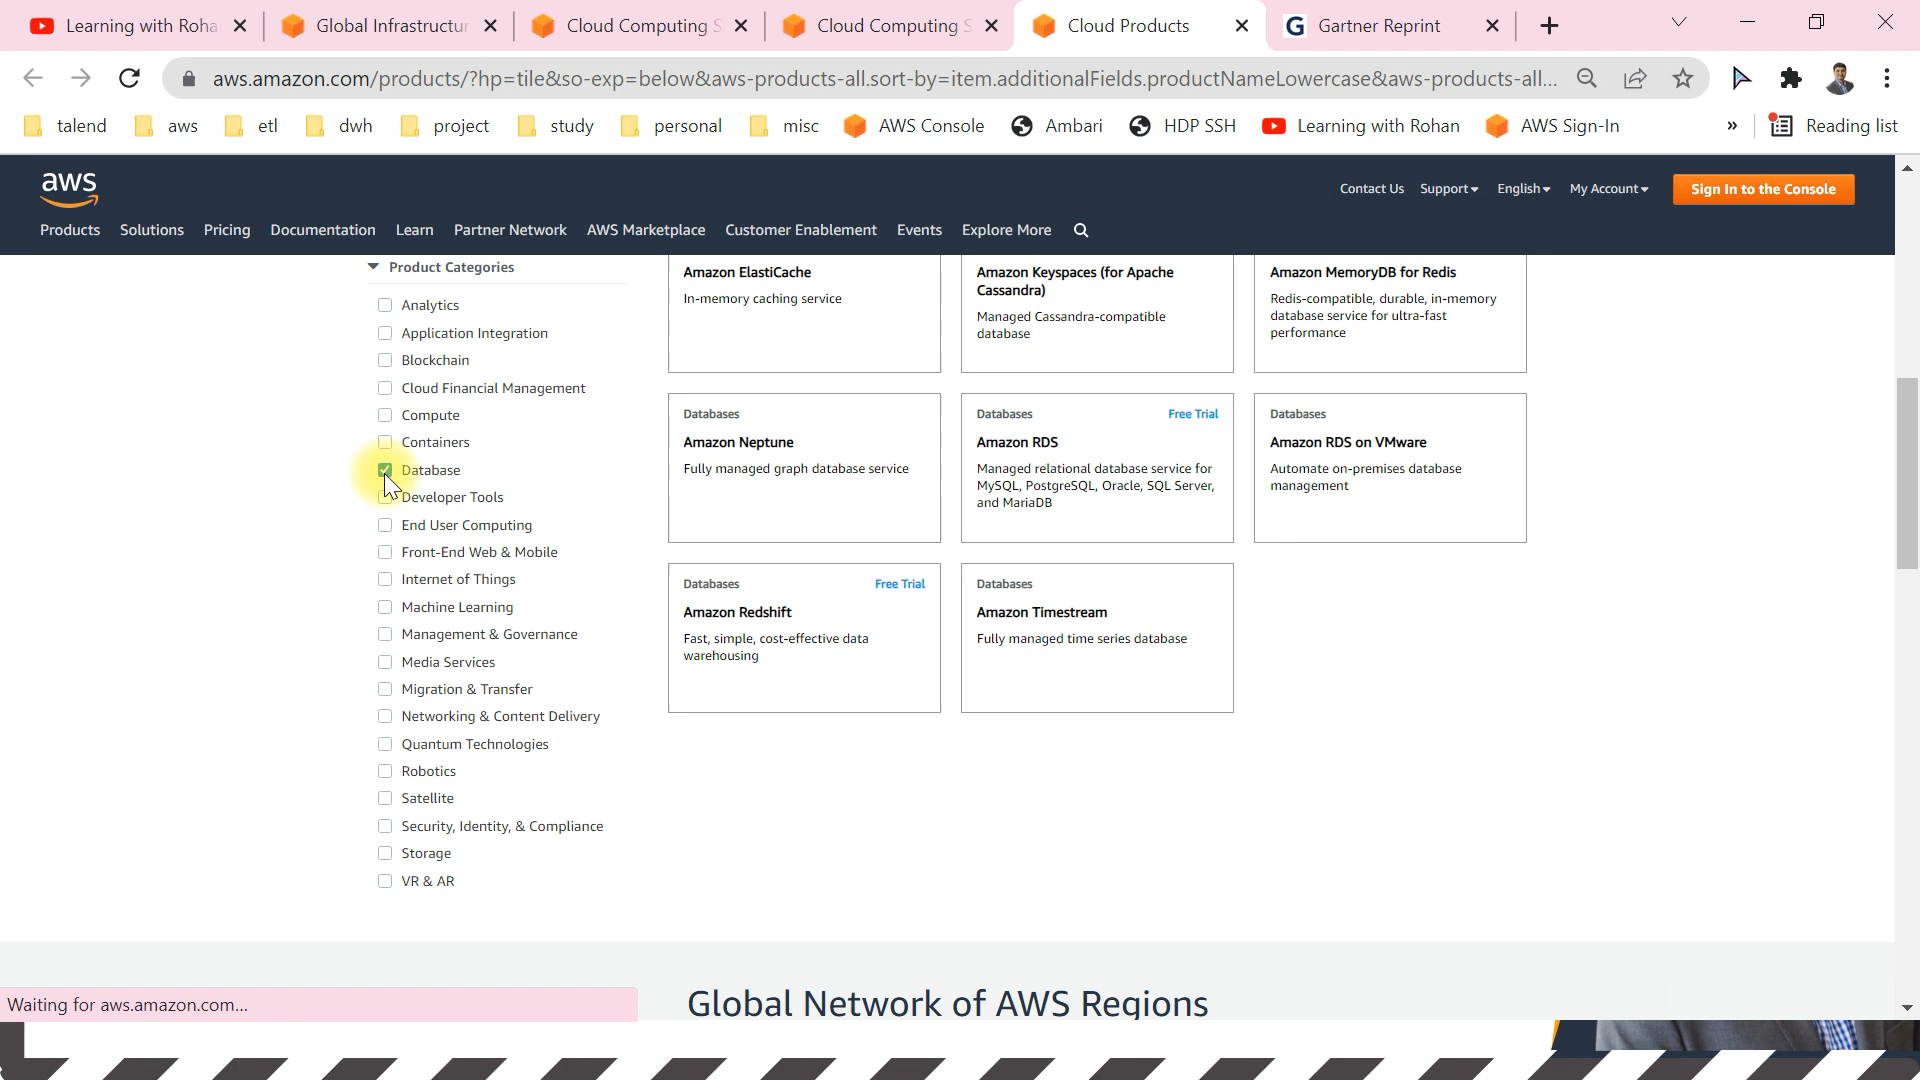 Learning with Roha
Global Infrastructur
Cloud Computing S
Cloud Computing S
Cloud Products
G
Gartner Reprint
aws.amazon.com/products/?hp=tile&so-exp=below&aws-products-all.sort-by=item.additionalFields.productNameLowercase&aws-products-all...
talend
aws
etl
dwh
project
study
personal
misc
AWS Console
Ambari
HDP SSH
Learning with Rohan
AWS Sign-In
»
Reading list
aws
Contact Us
Support
English
My Account
Sign In to the Console
Products
Solutions
Pricing
Documentation
Learn
Partner Network
AWS Marketplace
Customer Enablement
Events
Explore More
Product Categories
Analytics
Application Integration
Blockchain
Cloud Financial Management
Compute
Containers
Database
Developer Tools
End User Computing
Front-End Web & Mobile
Internet of Things
Machine Learning
Management & Governance
Media Services
Migration & Transfer
Networking & Content Delivery
Quantum Technologies
Robotics
Satellite
Security, Identity, & Compliance
Storage
VR & AR
Amazon ElastiCache
In-memory caching service
Amazon Keyspaces (for Apache
Cassandra)
Managed Cassandra-compatible
database
Amazon MemoryDB for Redis
Redis-compatible, durable, in-memory
database service for ultra-fast
performance
Databases
Amazon Neptune
Fully managed graph database service
Databases
Free Trial
Amazon RDS
Managed relational database service for
MySQL, PostgreSQL, Oracle, SQL Server,
and MariaDB
Databases
Amazon RDS on VMware
Automate on-premises database
management
Databases
Free Trial
Amazon Redshift
Fast, simple, cost-effective data
warehousing
Databases
Amazon Timestream
Fully managed time series database
Global Network of AWS Regions
Waiting for aws.amazon.com...